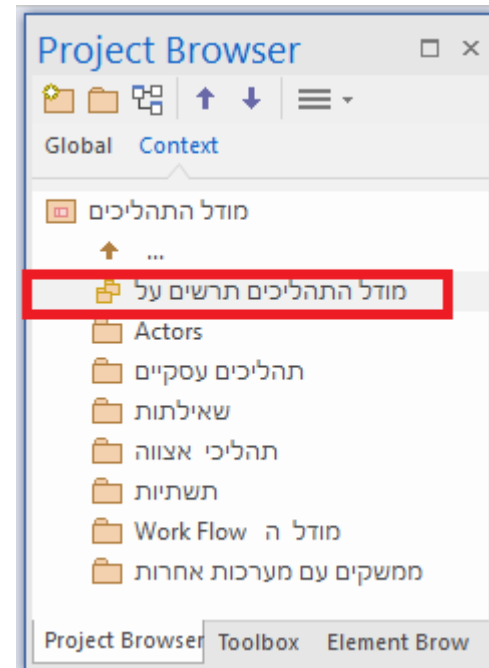 Project Browser
Global Context
מודל התהליכים
...
מודל התהליכים תרשים על
Actors
תהליכים עסקיים
שאילתות
תהליכי אצווה
תשתיות
מודל ה Work Flow
ממשקים עם מערכות אחרות
Project Browser Toolbox Element Brow